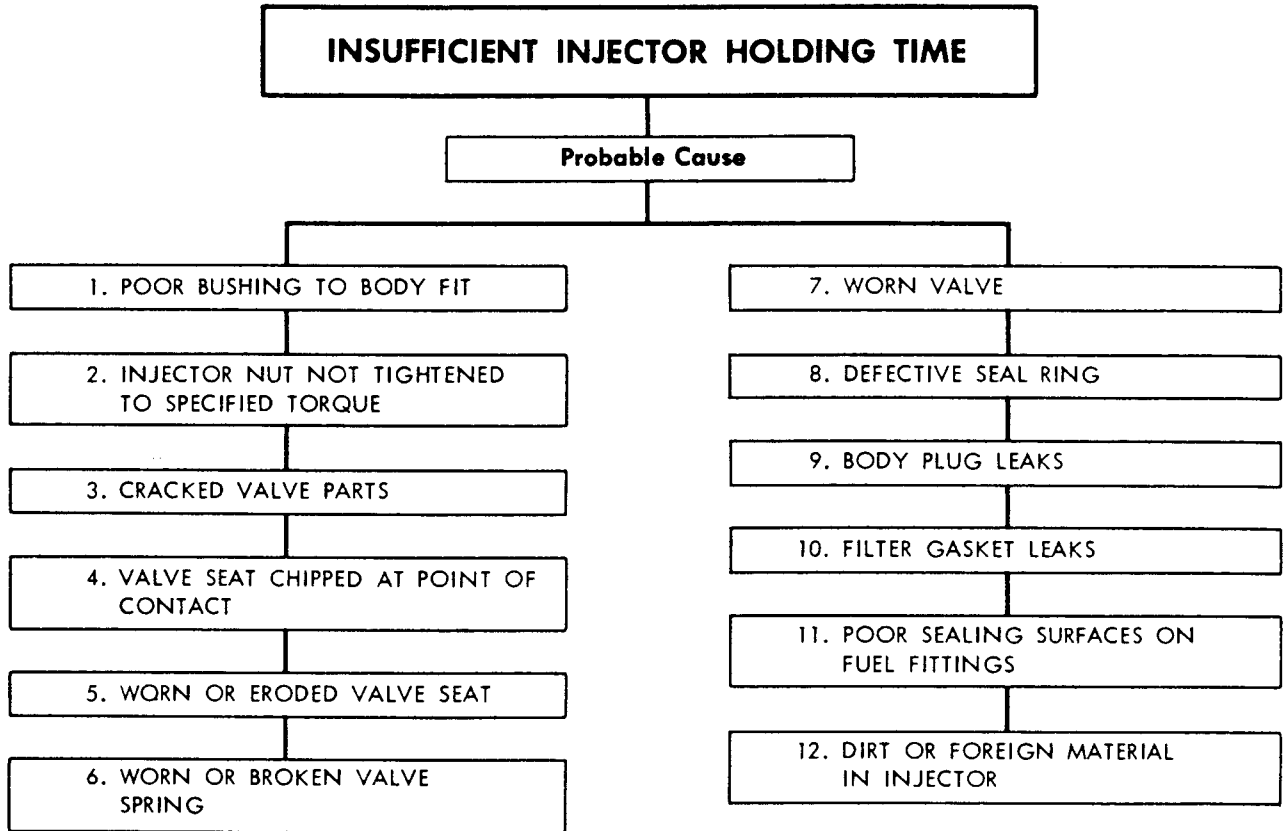 INSUFFICIENT INJECTOR HOLDING TIME
Probable Cause
1. POOR BUSHING TO BODY FIT
2. INJECTOR NUT NOT TIGHTENED
TO SPECIFIED TORQUE
3. CRACKED VALVE PARTS
4. VALVE SEAT CHIPPED AT POINT OF
CONTACT
5. WORN OR ERODED VALVE SEAT
6. WORN OR BROKEN VALVE
SPRING
7. WORN VALVE
8. DEFECTIVE SEAL RING
9. BODY PLUG LEAKS
10. FILTER GASKET LEAKS
11. POOR SEALING SURFACES ON
FUEL FITTINGS
12. DIRT OR FOREIGN MATERIAL
IN INJECTOR